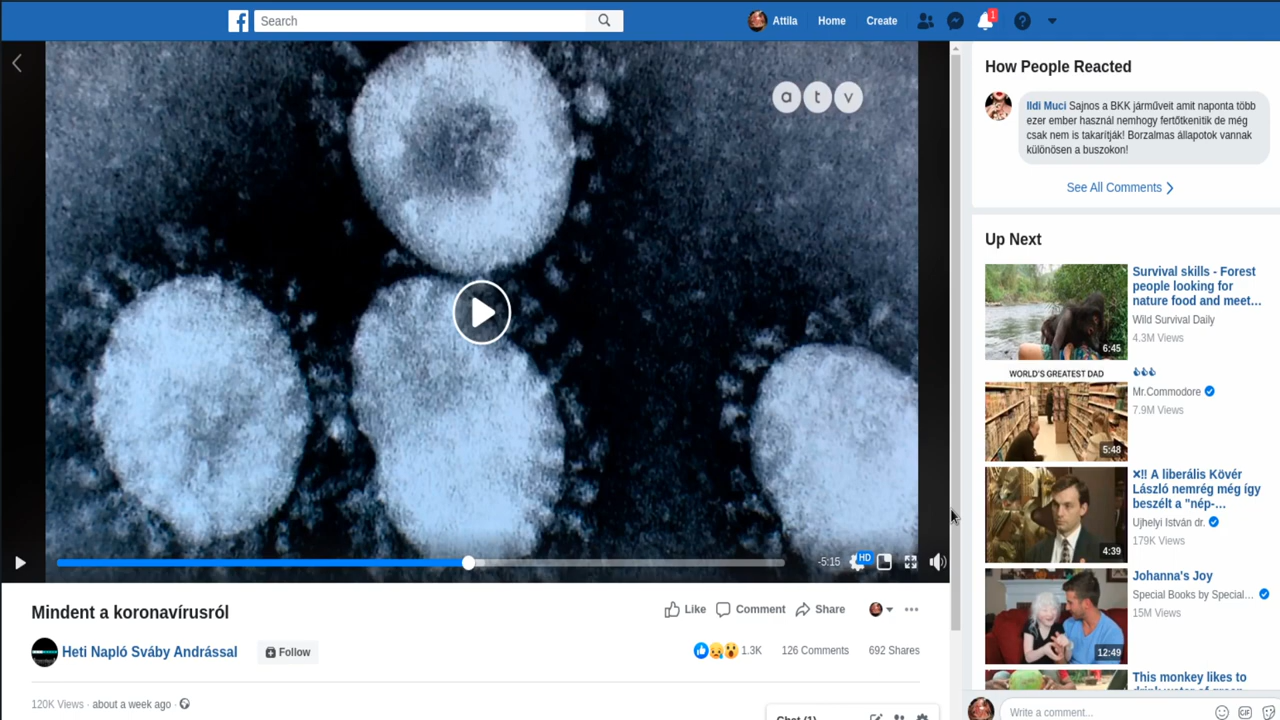 Search
Attila
Home
Create
1
How People Reacted
Ildi Muci Sajnos a BKK járműveit amit naponta több
ezer ember használ nemhogy fertőtkenitik de még
csak nem is takarítják! Borzalmas állapotok vannak
különösen a buszokon!
See All Comments
a t v
Up Next
Survival skills - Forest
people looking for
nature food and meet…
Wild Survival Daily
4.3M Views
6:45
WORLD'S GREATEST DAD
Mr.Commodore
7.9M Views
5:48
×!! A liberális Kövér
László nemrég még így
beszélt a "nép-…
Ujhelyi István dr.
179K Views
4:39
Johanna's Joy
Special Books by Special…
15M Views
12:49
This monkey likes to
-5:15
HD
Mindent a koronavírusról
Like
Comment
Share
Heti Napló Sváby Andrással
Follow
1.3K
126 Comments
692 Shares
120K Views · about a week ago ·
Chat (1)
Write a comment…
GIF